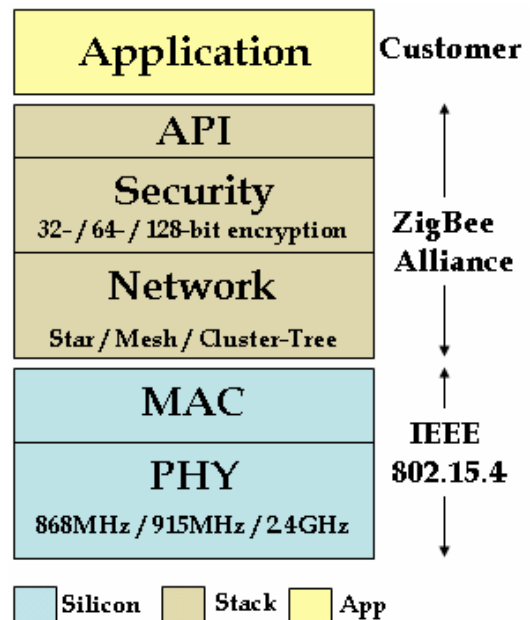 Application
Customer
API
Security
32- / 64- / 128-bit encryption
Network
Star / Mesh / Cluster-Tree
ZigBee
Alliance
MAC
PHY
868MHz / 915MHz / 2.4GHz
IEEE
802.15.4
Silicon
Stack
App